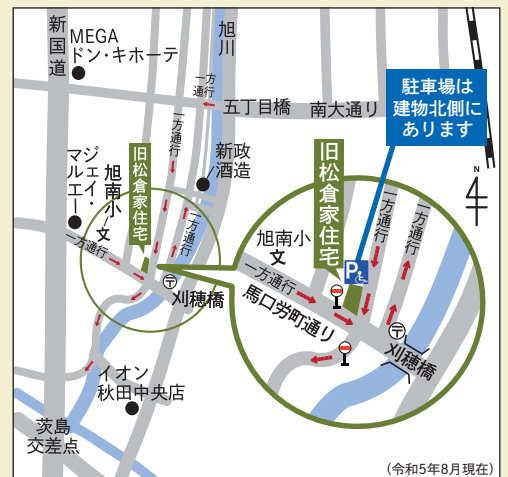 新国道
MEGA
ドン・キホーテ
旭川
一方
通行
五丁目橋
南大通り
駐車場は
建物北側に
あります
一方通行
新政
酒造
ジェイ・
マルエー
旭南小
文
旧松倉家住宅
一方通行
一方通行
〒
刈穂橋
イオン
秋田中央店
茨島
交差点
N
旧松倉家住宅
旭南小
文
P
一方通行
一方通行
一方通行
馬口労町通り
〒
刈穂橋
(令和5年8月現在)